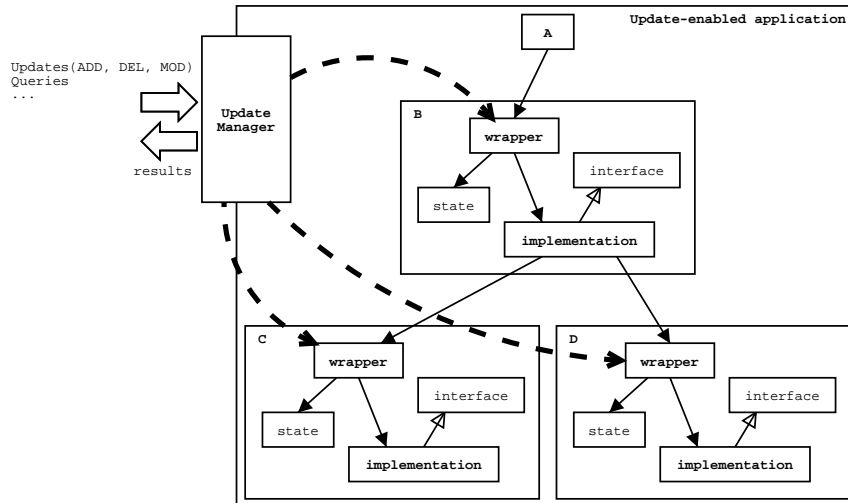 Update-enabled application
A
Updates(ADD, DEL, MOD)
Queries
...
Update
Manager
results
B
wrapper
interface
state
implementation
C
wrapper
interface
state
implementation
D
wrapper
interface
state
implementation